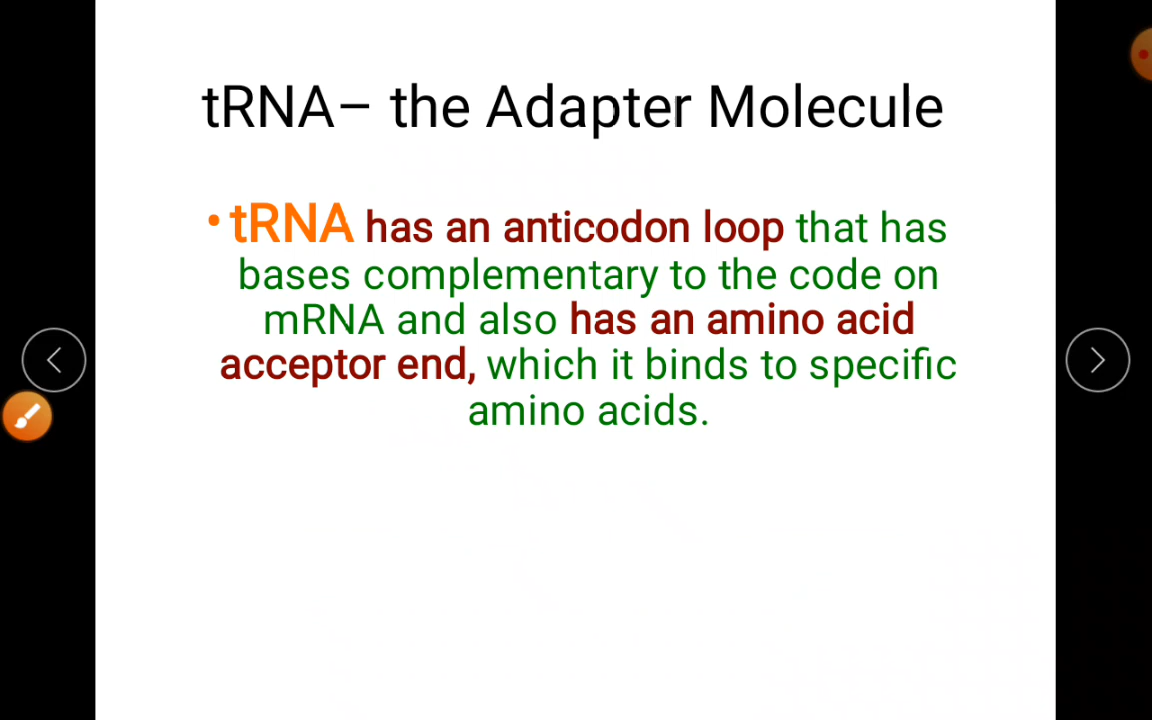 tRNA– the Adapter Molecule
• tRNA has an anticodon loop that has
bases complementary to the code on
mRNA and also has an amino acid
acceptor end, which it binds to specific
amino acids.